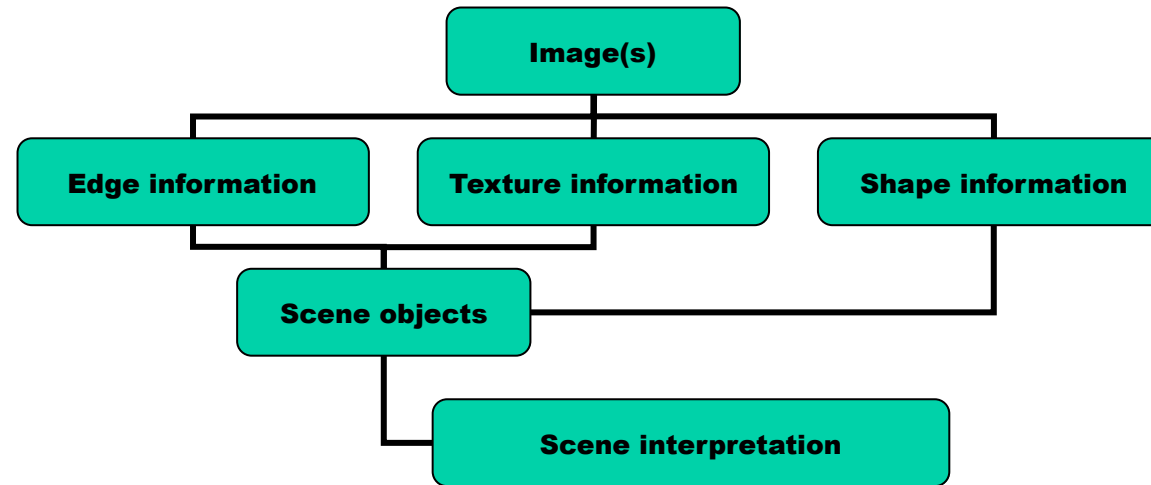 Image(s)
Edge information
Texture information
Shape information
Scene objects
Scene interpretation